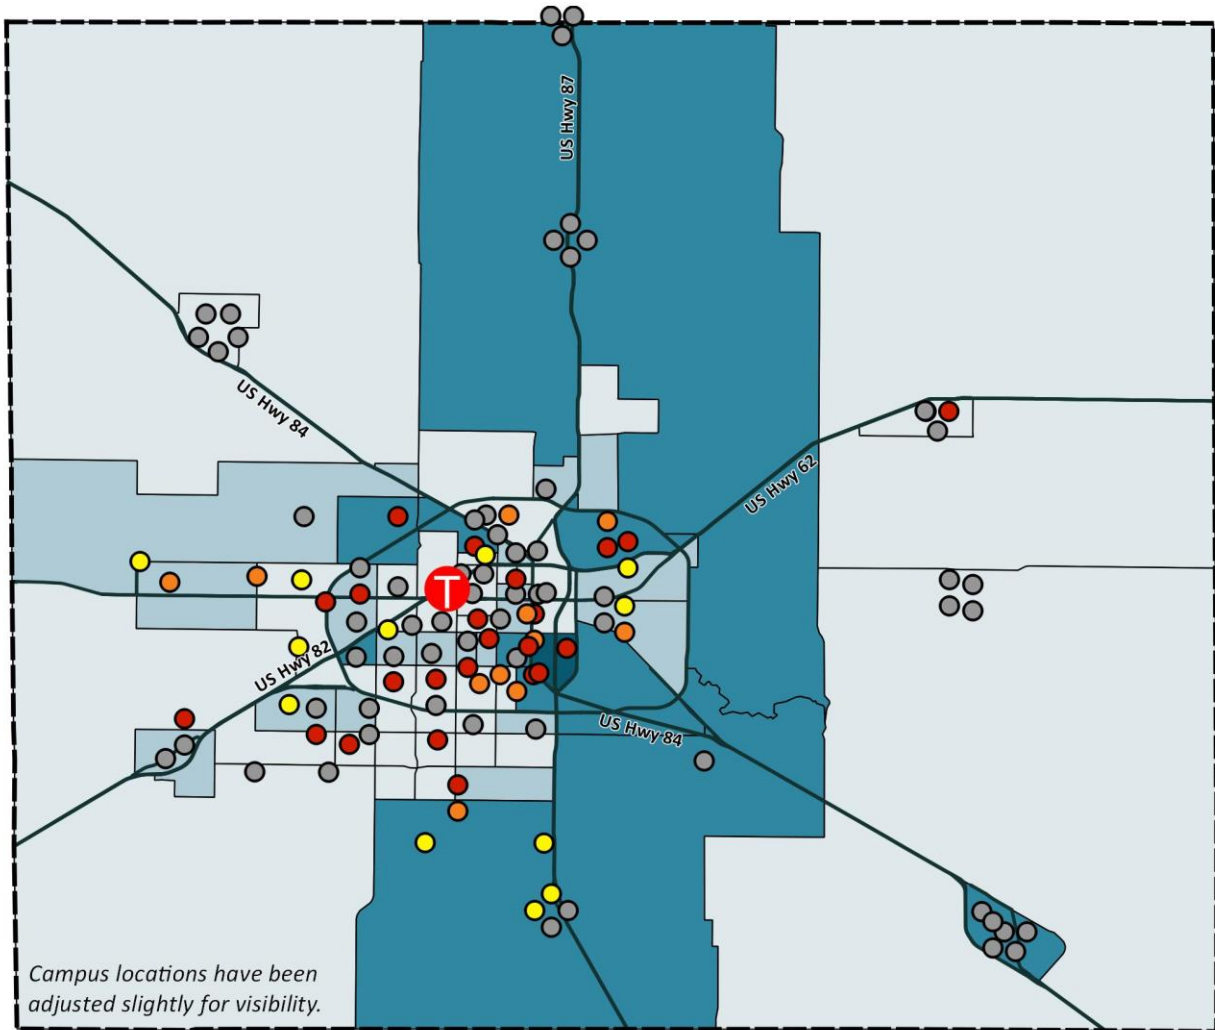 US Hwy 87
US Hwy 84
US Hwy 62
T
US Hwy 82
US Hwy 84
Campus locations have been
adjusted slightly for visibility.